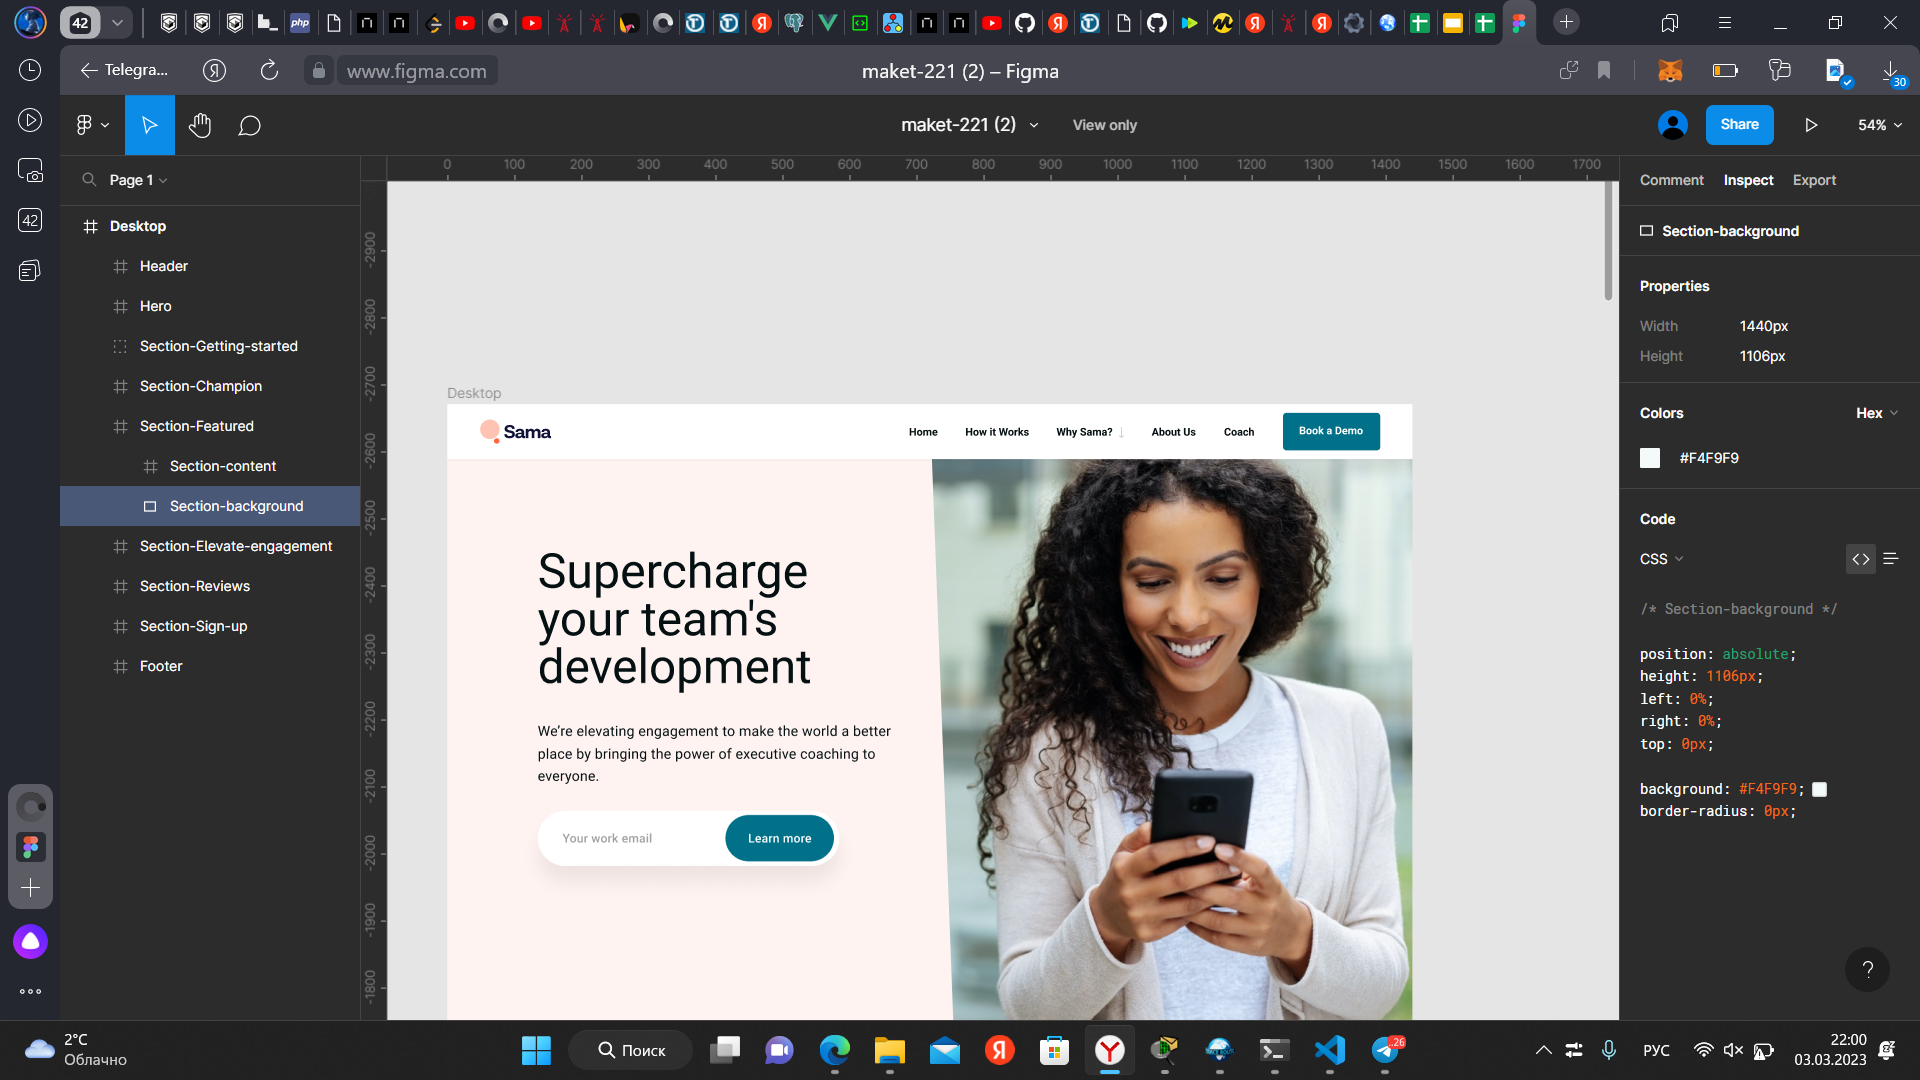 42
php
Telegra...
www.figma.com
maket-221 (2) – Figma
30
maket-221 (2)
View only
Share
54%
Page 1
0 100 200 300 400 500 600 700 800 900 1000 1100 1200 1300 1400 1500 1600 1700
Comment Inspect Export
42
Desktop
Header
Hero
Section-Getting-started
Section-Champion
Section-Featured
Section-content
Section-background
Section-Elevate-engagement
Section-Reviews
Section-Sign-up
Footer
-2900
-2800
-2700
-2600
-2500
-2400
-2300
-2200
-2100
-2000
-1900
-1800
Desktop
Sama
Home How it Works Why Sama? ↓ About Us Coach Book a Demo
Supercharge
your team's
development
We’re elevating engagement to make the world a better
place by bringing the power of executive coaching to
everyone.
Your work email Learn more
Section-background
Properties
Width 1440px
Height 1106px
Colors Hex
#F4F9F9
Code
CSS
/* Section-background */
position: absolute;
height: 1106px;
left: 0%;
right: 0%;
top: 0px;
background: #F4F9F9;
border-radius: 0px;
?
2°C
Облачно
Поиск
..26
РУС
22:00
03.03.2023